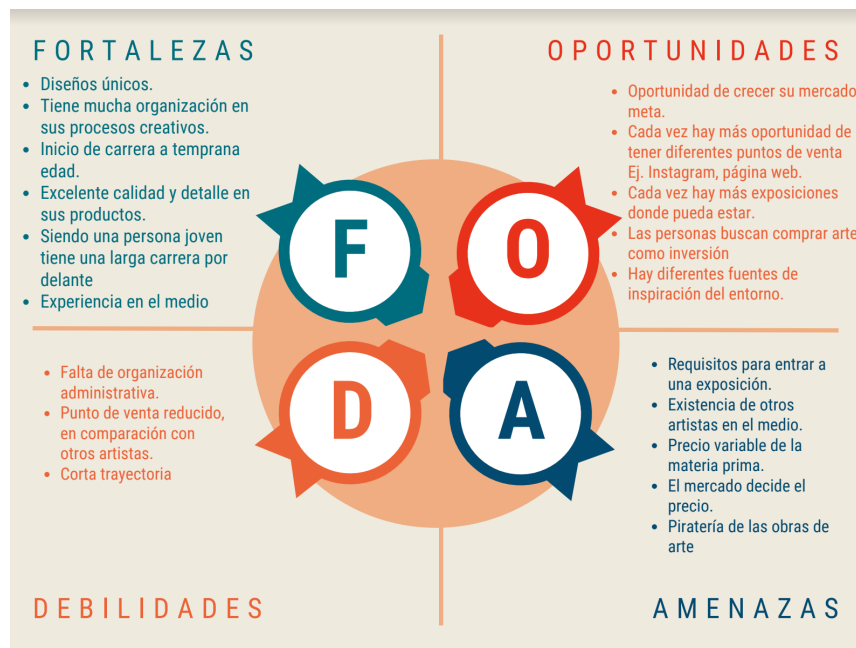 FORTALEZAS
• Diseños únicos.
• Tiene mucha organización en
sus procesos creativos.
• Inicio de carrera a temprana
edad.
• Excelente calidad y detalle en
sus productos.
• Siendo una persona joven
tiene una larga carrera por
delante
• Experiencia en el medio
OPORTUNIDADES
• Oportunidad de crecer su mercado
meta.
• Cada vez hay más oportunidad de
tener diferentes puntos de venta
Ej. Instagram, página web.
• Cada vez hay más exposiciones
donde pueda estar.
• Las personas buscan comprar arte
como inversión
• Hay diferentes fuentes de
inspiración del entorno.
F
O
D
A
• Falta de organización
administrativa.
• Punto de venta reducido,
en comparación con
otros artistas.
• Corta trayectoria
DEBILIDADES
• Requisitos para entrar a
una exposición.
• Existencia de otros
artistas en el medio.
• Precio variable de la
materia prima.
• El mercado decide el
precio.
• Piratería de las obras de
arte
AMENAZAS